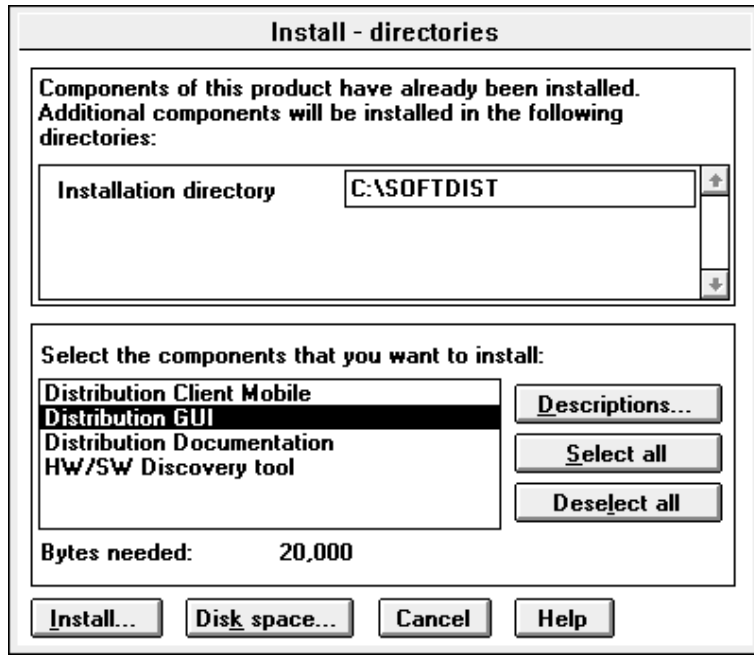 Install - directories
Components of this product have already been installed.
Additional components will be installed in the following
directories:
Installation directory C:\SOFTDIST
Select the components that you want to install:
Distribution Client Mobile
Distribution GUI
Distribution Documentation
HW/SW Discovery tool
Descriptions...
Select all
Deselect all
Bytes needed: 20,000
Install... Disk space... Cancel Help